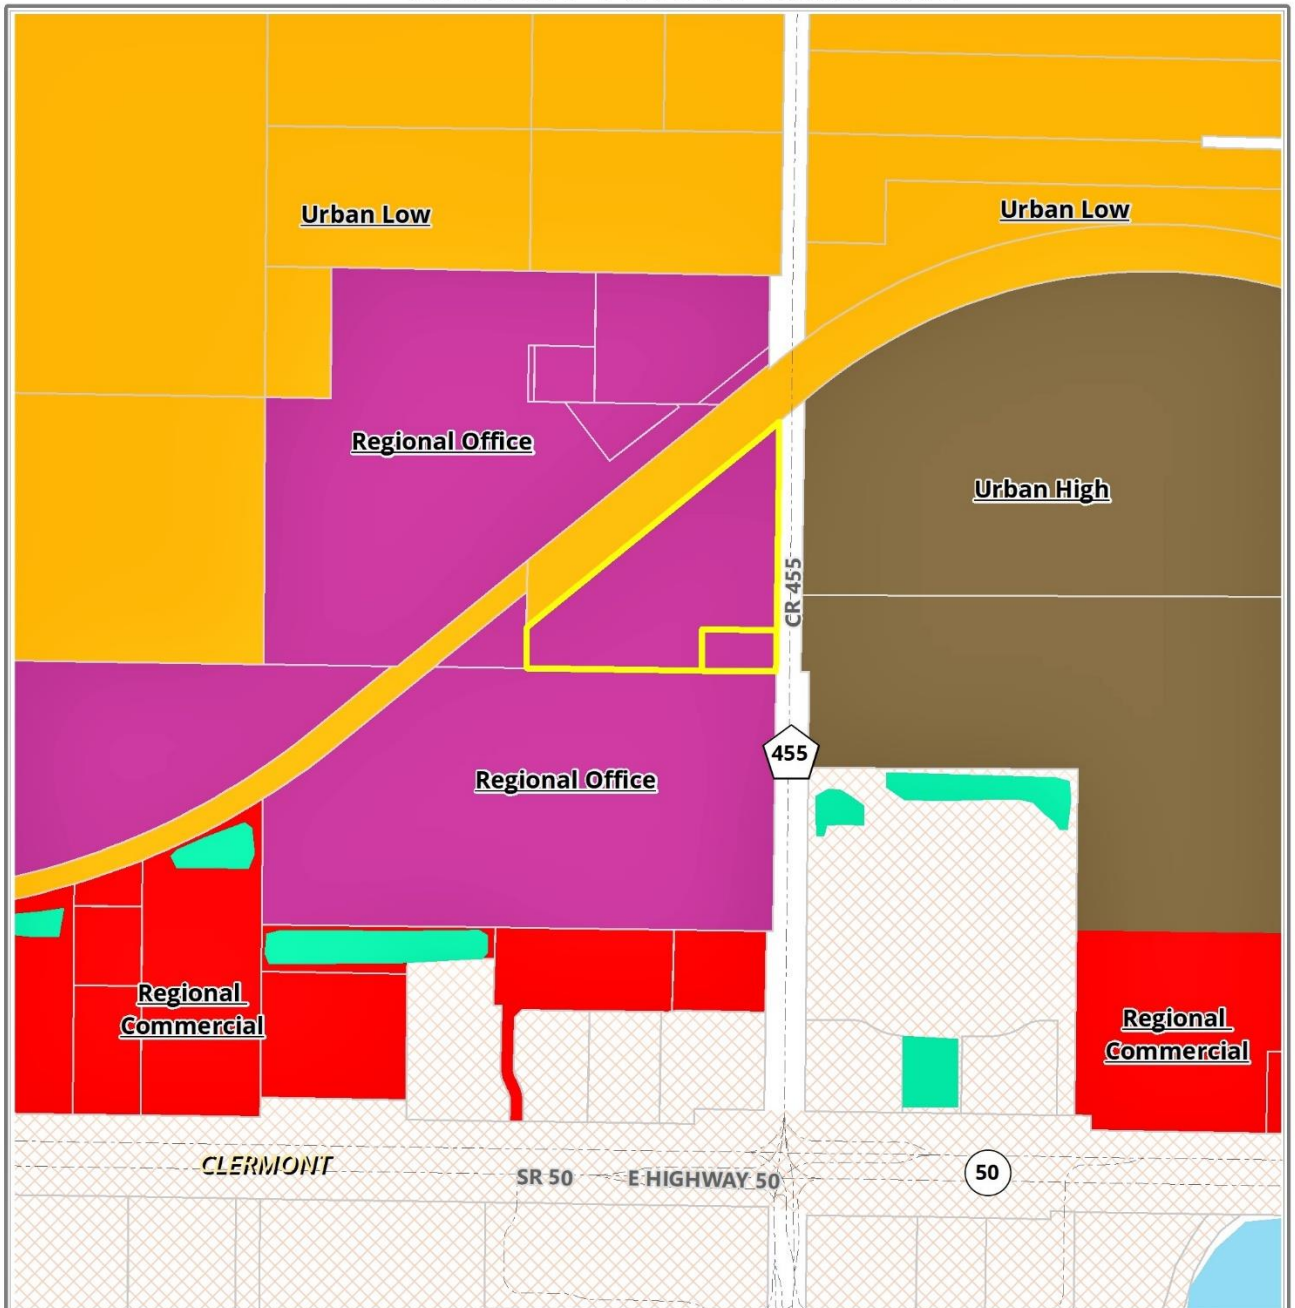 Urban Low
Urban Low
Regional Office
Urban High
CR 455
455
Regional Office
Regional
Commercial
Regional
Commercial
CLERMONT
SR 50
E HIGHWAY 50
50